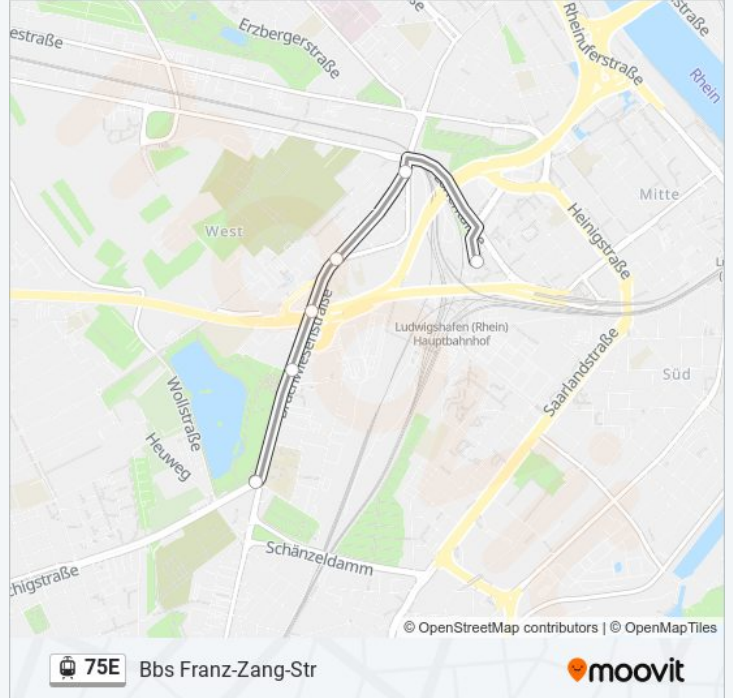 straße
Rheinuferstraße
Erzbergerstraße
estraße
Rhein
Mitte
West
Heinigstraße
Ludwigshafen (Rhein)
Hauptbahnhof
Saarlandstraße
Süd
Wollstraße
Heuweg
Schänzeldamm
chigstraße
© OpenStreetMap contributors | © OpenMapTiles
75E Bbs Franz-Zang-Str
moovit